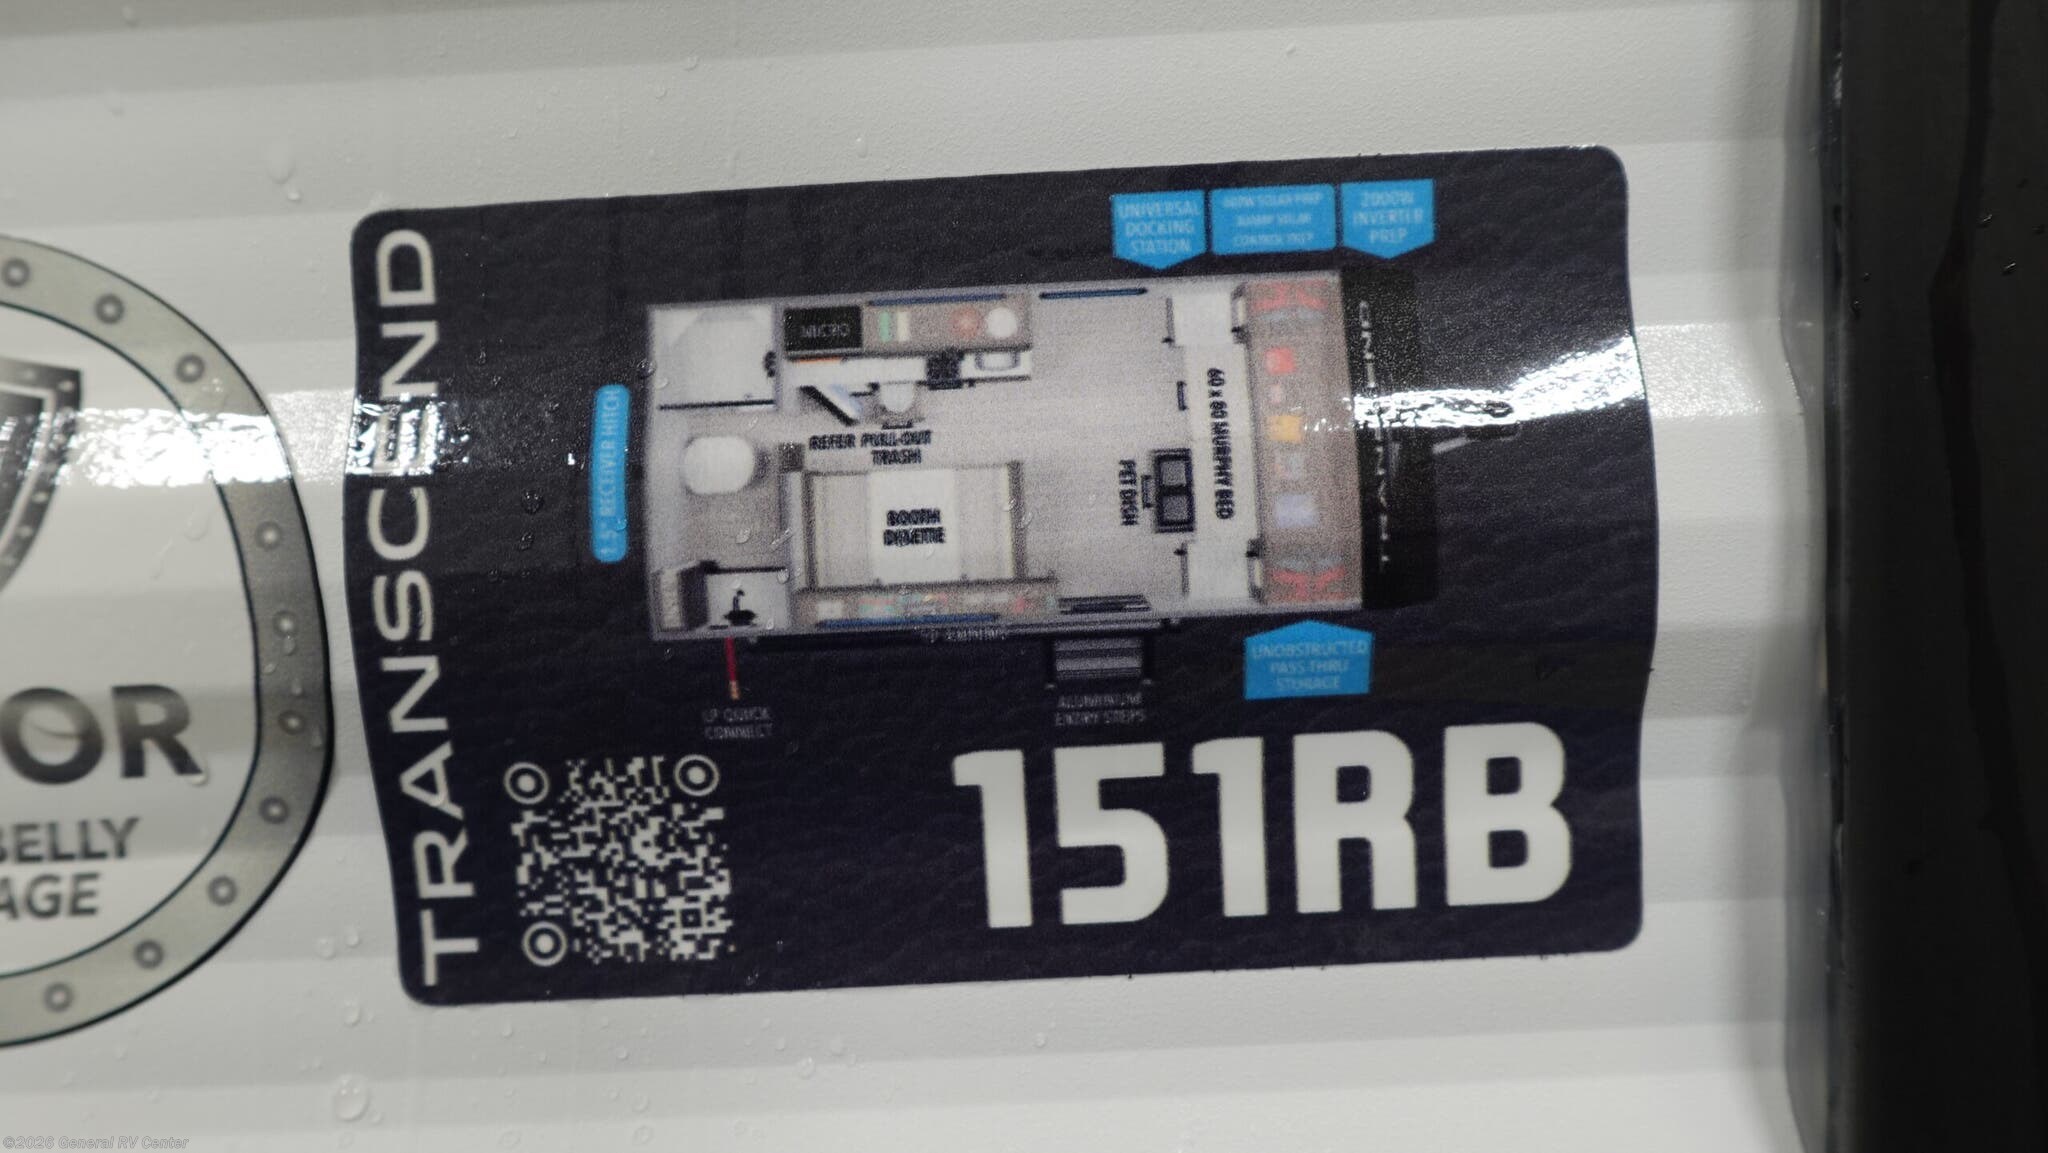 TRANSCEND
UNIVERSAL
DOCKING
STATION
2000W
INVERTER
PREP
1.5" RECEIVER HITCH
MICRO
REFER PULL-OUT
TRASH
BOOTH
DINETTE
PET DISH
60 x 80 MURPHY BED
TRANSCEND
LP QUICK
CONNECT
ALUMINUM
ENTRY STEPS
UNOBSTRUCTED
PASS-THRU
STORAGE
151RB
OR
BELLY
AGE
©2026 General RV Center